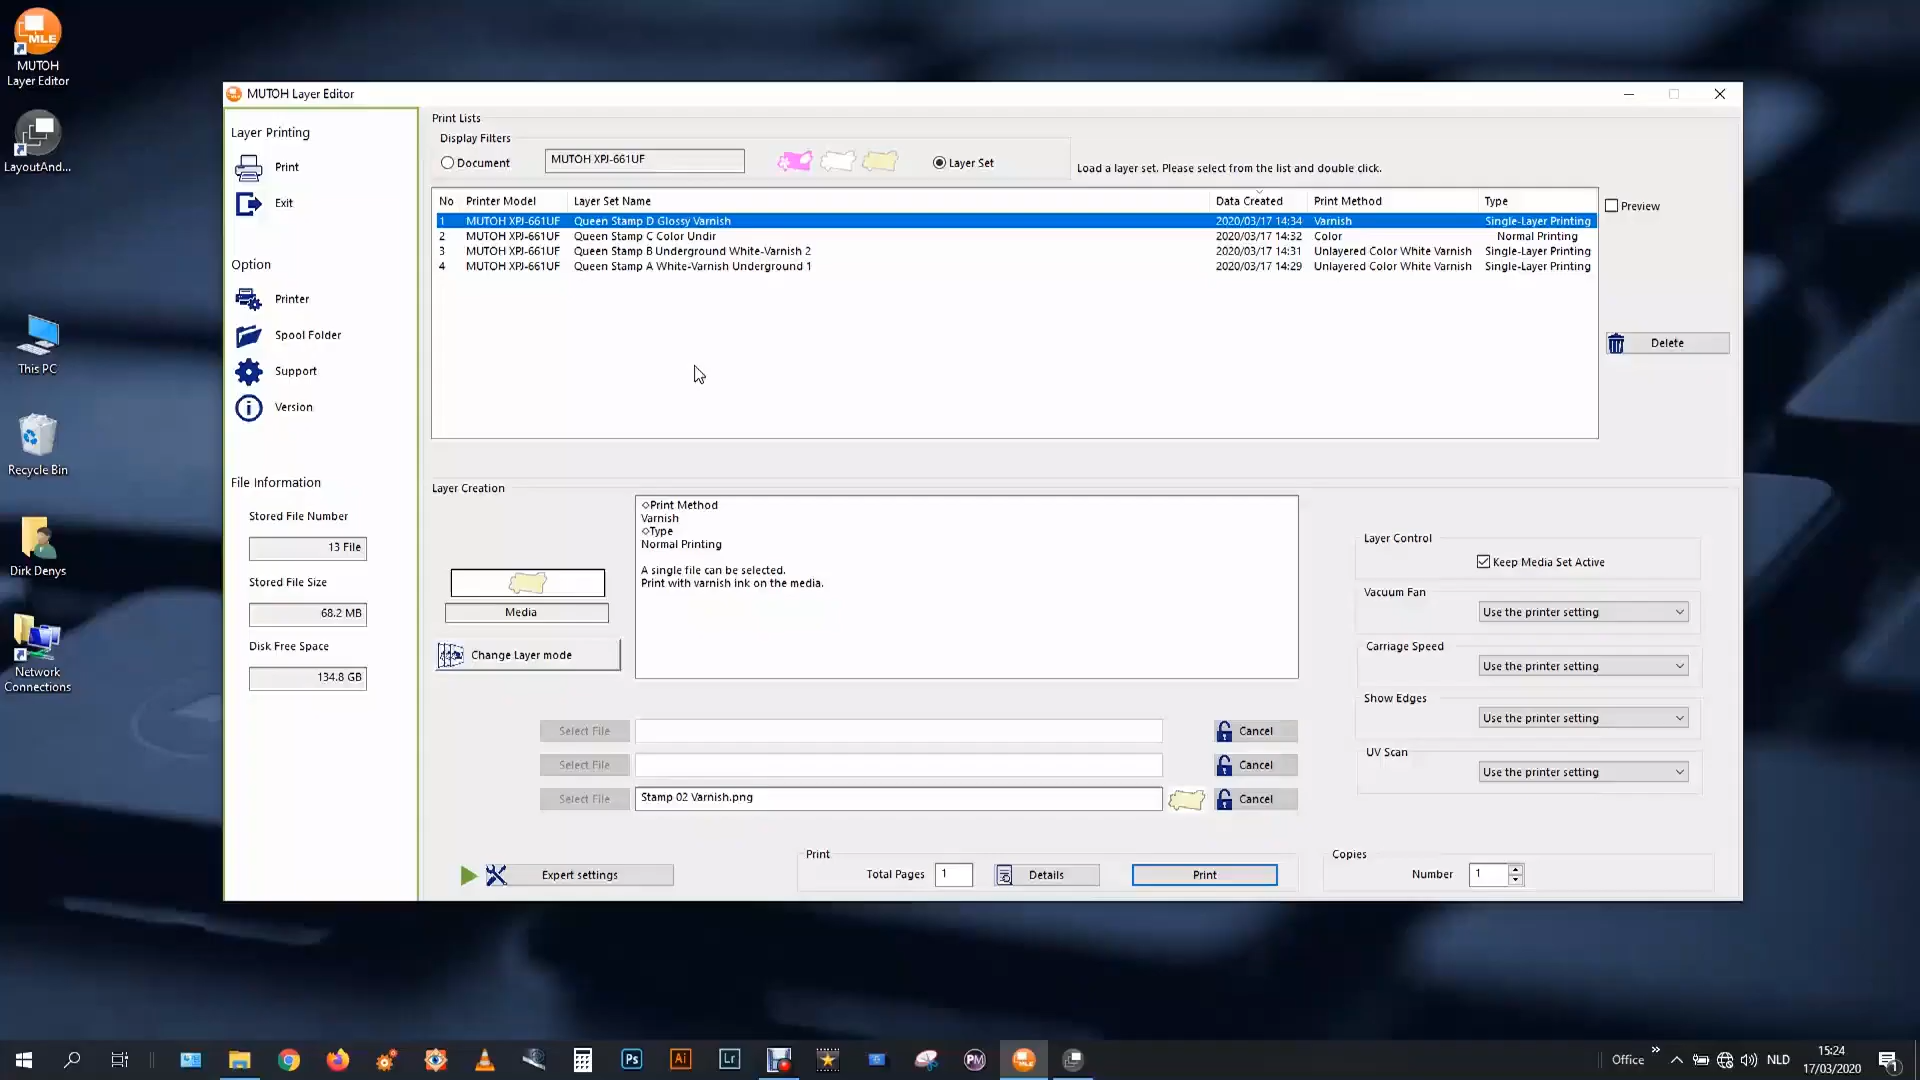 MLE
MUTOH
Layer Editor
LayoutAnd...
This PC
Recycle Bin
Dirk Denys
Network
Connections
MUTOH Layer Editor
Layer Printing
Print
Exit
Option
Printer
Spool Folder
Support
Version
File Information
Stored File Number
13 File
Stored File Size
68.2 MB
Disk Free Space
134.8 GB
Print Lists
Display Filters
Document
MUTOH XPJ-661UF
Layer Set
Load a layer set. Please select from the list and double click.
No Printer Model Layer Set Name Data Created Print Method Type
1 MUTOH XPJ-661UF Queen Stamp D Glossy Varnish 2020/03/17 14:34 Varnish Single-Layer Printing
2 MUTOH XPJ-661UF Queen Stamp C Color Undir 2020/03/17 14:32 Color Normal Printing
3 MUTOH XPJ-661UF Queen Stamp B Underground White-Varnish 2 2020/03/17 14:31 Unlayered Color White Varnish Single-Layer Printing
4 MUTOH XPJ-661UF Queen Stamp A White-Varnish Underground 1 2020/03/17 14:29 Unlayered Color White Varnish Single-Layer Printing
Preview
Delete
Layer Creation
Media
Change Layer mode
◇Print Method
Varnish
◇Type
Normal Printing
A single file can be selected.
Print with varnish ink on the media.
Layer Control
Keep Media Set Active
Vacuum Fan
Use the printer setting
Carriage Speed
Use the printer setting
Show Edges
Use the printer setting
UV Scan
Use the printer setting
Select File Cancel
Select File Cancel
Select File Stamp 02 Varnish.png Cancel
Expert settings
Print
Total Pages 1 Details Print
Copies
Number 1
Ps Ai Lr PM
Office » NLD
15:24
17/03/2020
1